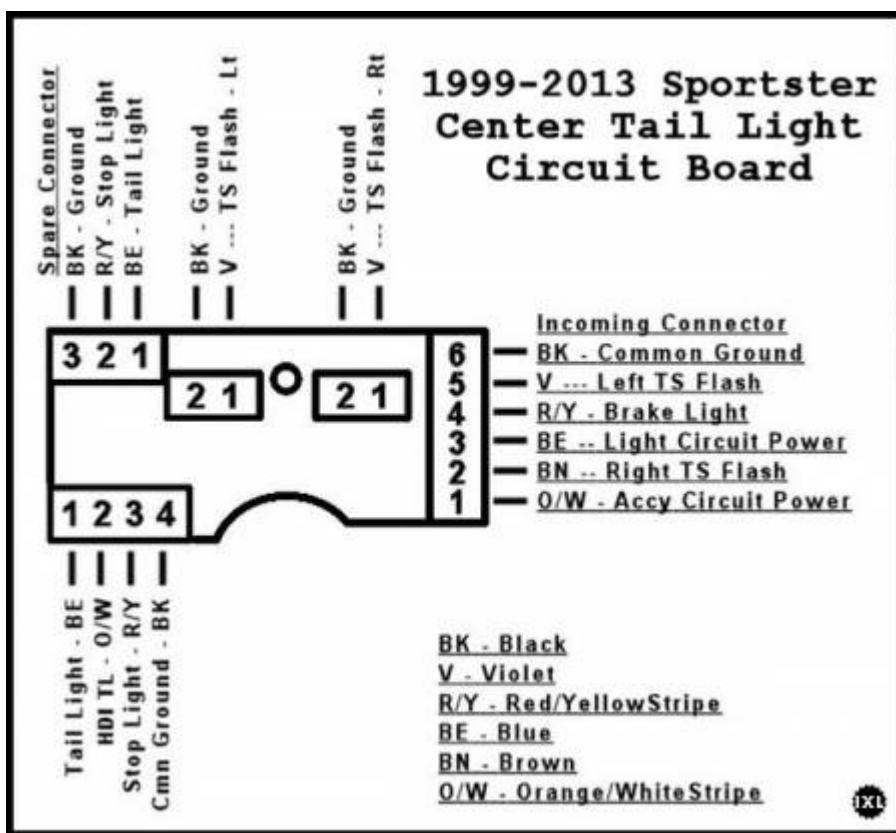 1999-2013 Sportster
Center Tail Light
Circuit Board
Spare Connector
BK - Ground
R/Y - Stop Light
BE - Tail Light
BK - Ground
V --- TS Flash - Lt
BK - Ground
V --- TS Flash - Rt
3 2 1
2 1
2 1
6
5
4
3
2
1
Incoming Connector
BK - Common Ground
V --- Left TS Flash
R/Y - Brake Light
BE -- Light Circuit Power
BN -- Right TS Flash
O/W - Accy Circuit Power
1 2 3 4
Tail Light - BE
HDI TL - O/W
Stop Light - R/Y
Cmn Ground - BK
BK - Black
V - Violet
R/Y - Red/YellowStripe
BE - Blue
BN - Brown
O/W - Orange/WhiteStripe
IXL